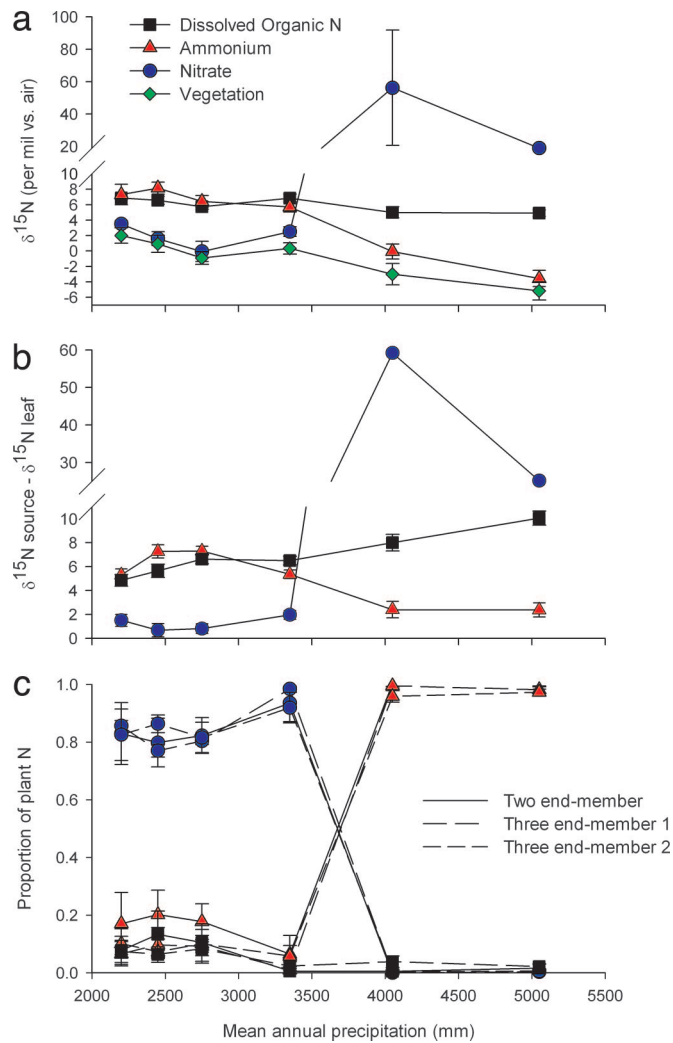 a
Dissolved Organic N
Ammonium
Nitrate
Vegetation
δ15N (per mil vs. air)
100
80
60
40
20
10
8
6
4
2
0
-2
-4
-6
b
δ15N source - δ15N leaf
60
50
40
30
10
8
6
4
2
0
c
Proportion of plant N
1.0
0.8
0.6
0.4
0.2
0.0
Two end-member
Three end-member 1
Three end-member 2
2000 2500 3000 3500 4000 4500 5000 5500
Mean annual precipitation (mm)